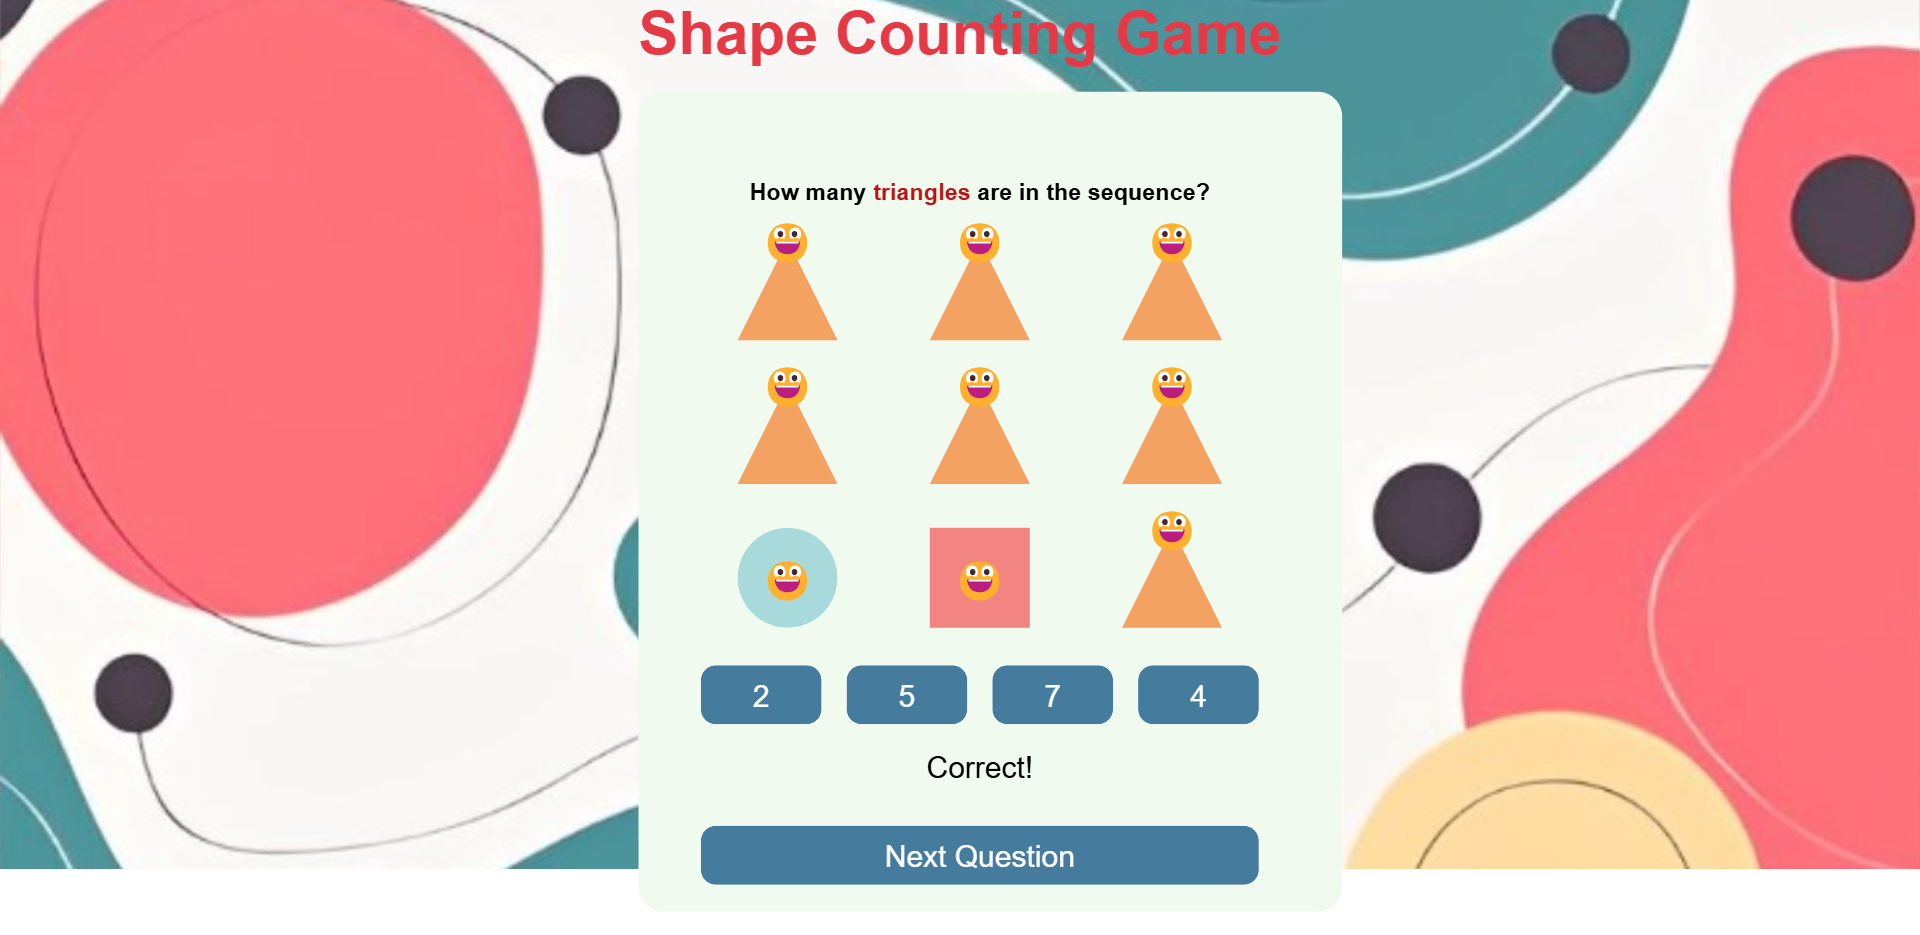 Shape Counting Game
How many triangles are in the sequence?
2 5 7 4
Correct!
Next Question